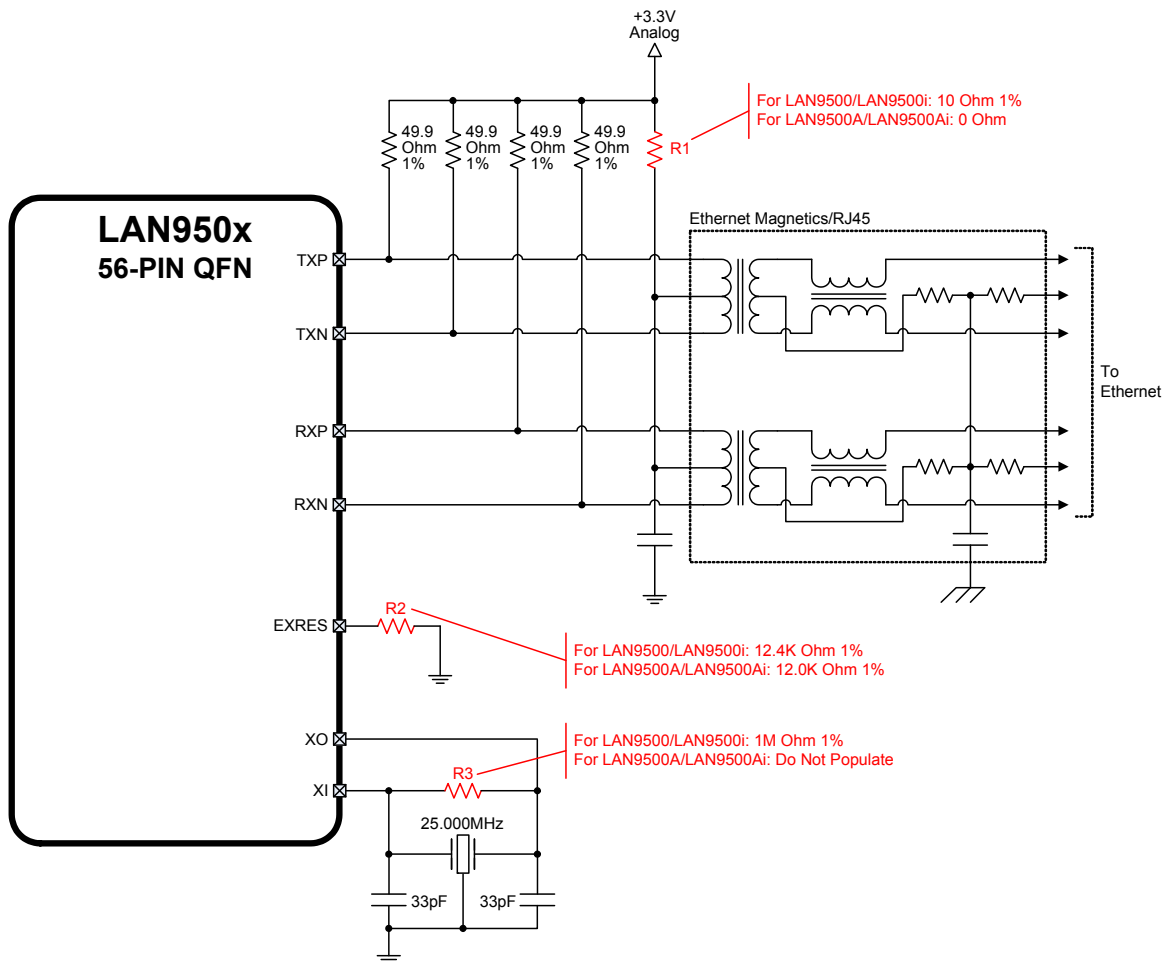 +3.3V
Analog
For LAN9500/LAN9500i: 10 Ohm 1%
For LAN9500A/LAN9500Ai: 0 Ohm
49.9
Ohm
1%
49.9
Ohm
1%
49.9
Ohm
1%
49.9
Ohm
1%
R1
LAN950x
56-PIN QFN
Ethernet Magnetics/RJ45
TXP
TXN
To
Ethernet
RXP
RXN
R2
EXRES
For LAN9500/LAN9500i: 12.4K Ohm 1%
For LAN9500A/LAN9500Ai: 12.0K Ohm 1%
XO
For LAN9500/LAN9500i: 1M Ohm 1%
For LAN9500A/LAN9500Ai: Do Not Populate
R3
XI
25.000MHz
33pF
33pF